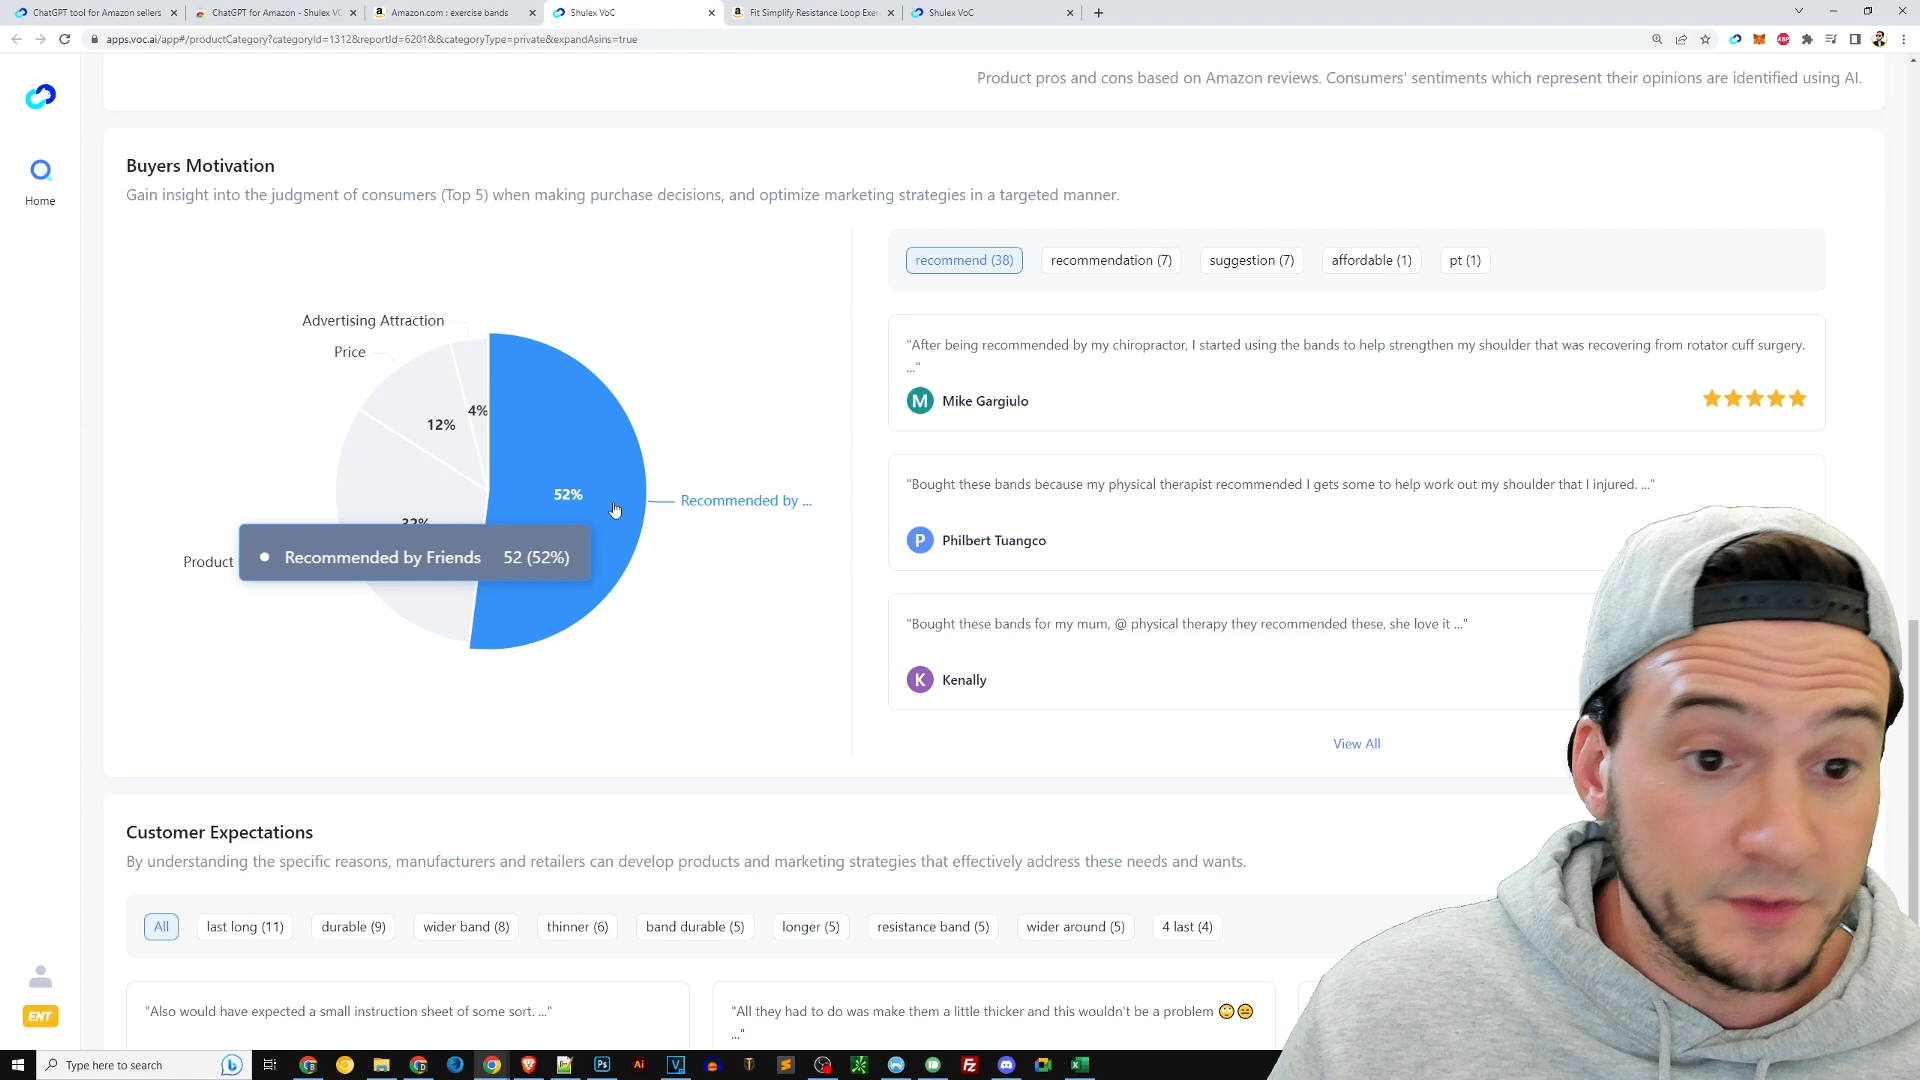 ChatGPT tool for Amazon sellers
ChatGPT for Amazon - Shulex VC
Amazon.com : exercise bands
Shulex VoC
Fit Simplify Resistance Loop Exer
Shulex VoC
apps.voc.ai/app#/productCategory?categoryId=1312&reportId=6201&&categoryType=private&expandAsins=true
ABP
Home
Product pros and cons based on Amazon reviews. Consumers' sentiments which represent their opinions are identified using AI.
Buyers Motivation
Gain insight into the judgment of consumers (Top 5) when making purchase decisions, and optimize marketing strategies in a targeted manner.
Advertising Attraction
Price
4%
12%
52%
32%
Recommended by ...
Product
Recommended by Friends 52 (52%)
recommend (38)
recommendation (7)
suggestion (7)
affordable (1)
pt (1)
"After being recommended by my chiropractor, I started using the bands to help strengthen my shoulder that was recovering from rotator cuff surgery.
..."
M Mike Gargiulo
"Bought these bands because my physical therapist recommended I gets some to help work out my shoulder that I injured. ..."
P Philbert Tuangco
"Bought these bands for my mum, @ physical therapy they recommended these, she love it ..."
K Kenally
View All
Customer Expectations
By understanding the specific reasons, manufacturers and retailers can develop products and marketing strategies that effectively address these needs and wants.
All
last long (11)
durable (9)
wider band (8)
thinner (6)
band durable (5)
longer (5)
resistance band (5)
wider around (5)
4 last (4)
"Also would have expected a small instruction sheet of some sort. ..."
"All they had to do was make them a little thicker and this wouldn't be a problem 🙄😑
..."
ENT
Type here to search
Ps
Ai
V
T
Fz